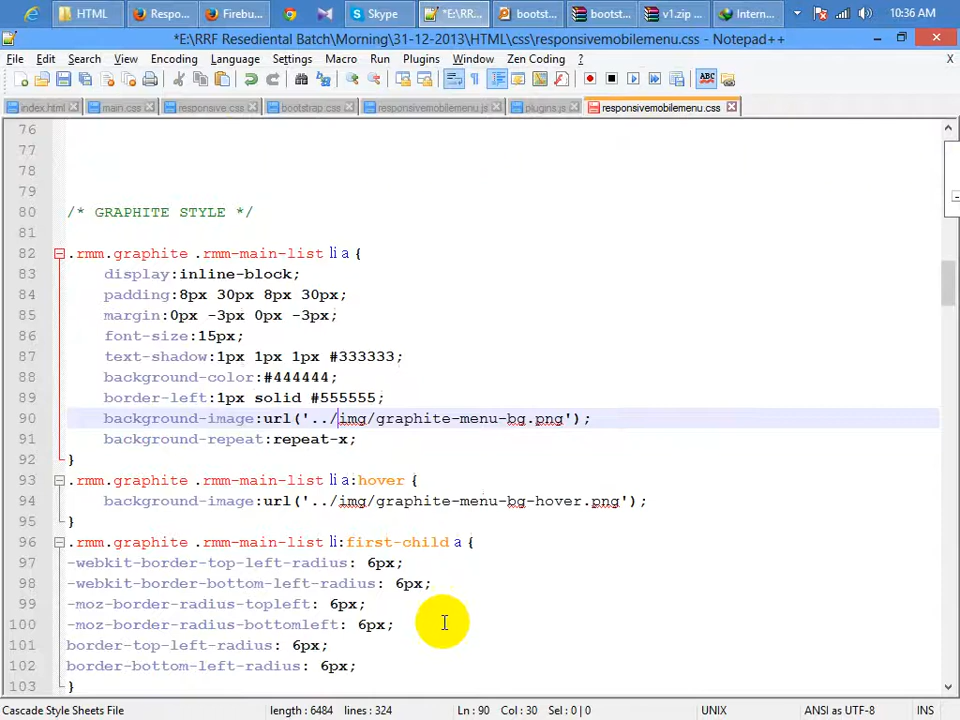 HTML
Respo...
Firebu...
Skype
*E:\RR...
bootst...
bootst...
v1.zip ...
Intern...
10:36 AM
*E:\RRF Resediental Batch\Morning\31-12-2013\HTML\css\responsivemobilemenu.css - Notepad++
File Edit Search View Encoding Language Settings Macro Run Plugins Window Zen Coding ? X
ABC
index.html main.css responsive.css bootstrap.css responsivemobilemenu.js plugins.js responsivemobilemenu.css
76
77
78
79
80 /* GRAPHITE STYLE */
81
82 .rmm.graphite .rmm-main-list li a {
83 display:inline-block;
84 padding:8px 30px 8px 30px;
85 margin:0px -3px 0px -3px;
86 font-size:15px;
87 text-shadow:1px 1px 1px #333333;
88 background-color:#444444;
89 border-left:1px solid #555555;
90 background-image:url('../img/graphite-menu-bg.png');
91 background-repeat:repeat-x;
92 }
93 .rmm.graphite .rmm-main-list li a:hover {
94 background-image:url('../img/graphite-menu-bg-hover.png');
95 }
96 .rmm.graphite .rmm-main-list li:first-child a {
97 -webkit-border-top-left-radius: 6px;
98 -webkit-border-bottom-left-radius: 6px;
99 -moz-border-radius-topleft: 6px;
100 -moz-border-radius-bottomleft: 6px;
101 border-top-left-radius: 6px;
102 border-bottom-left-radius: 6px;
103 }
Cascade Style Sheets File length : 6484 lines : 324 Ln : 90 Col : 30 Sel : 0 | 0 UNIX ANSI as UTF-8 INS